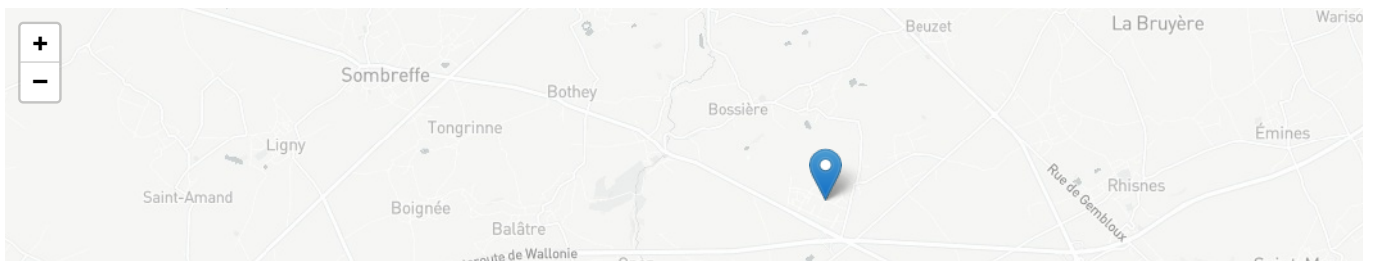 +
−
Beuzet
La Bruyère
Sombreffe
Bothey
Bossière
Tongrinne
Ligny
Émines
Saint-Amand
Boignée
Rue de Gembloux
Rhisnes
Balâtre
de Wallonie